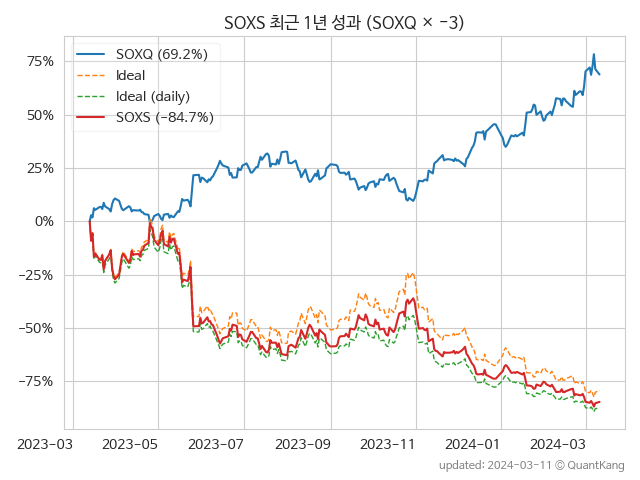 SOXS 최근 1년 성과 (SOXQ × −3)
SOXQ (69.2%)
Ideal
Ideal (daily)
SOXS (−84.7%)
75%
50%
25%
0%
−25%
−50%
−75%
2023-03
2023-05
2023-07
2023-09
2023-11
2024-01
2024-03
updated: 2024-03-11 © QuantKang